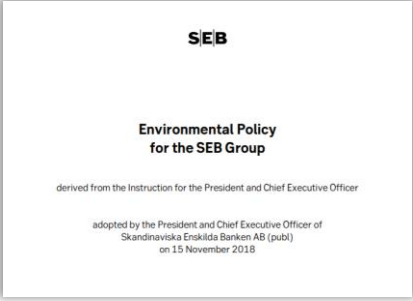 SEB
Environmental Policy
for the SEB Group
derived from the Instruction for the President and Chief Executive Officer
adopted by the President and Chief Executive Officer of
Skandinaviska Enskilda Banken AB (publ)
on 15 November 2018